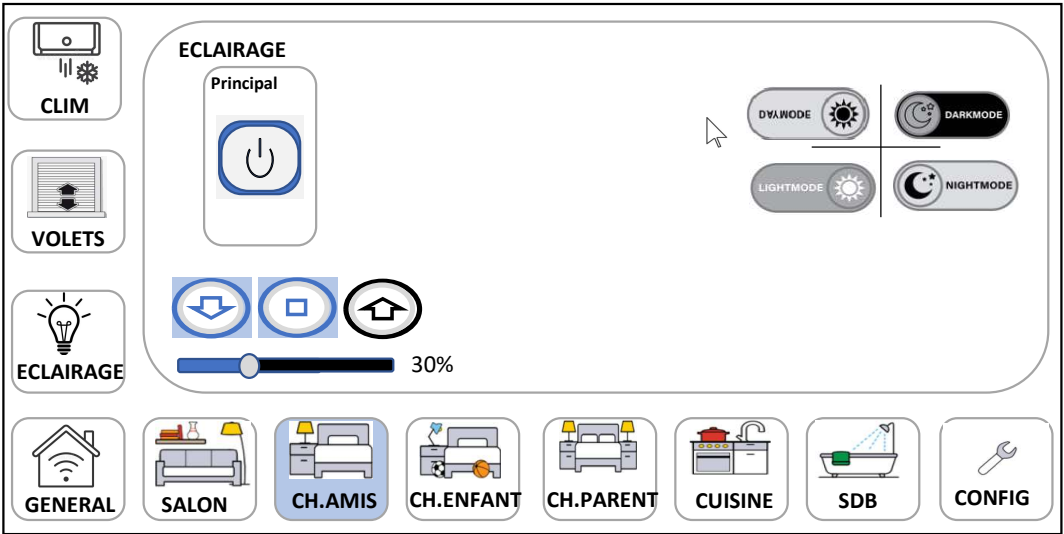 CLIM
VOLETS
ECLAIRAGE
ECLAIRAGE
Principal
DAYMODE
DARKMODE
LIGHTMODE
NIGHTMODE
30%
GENERAL
SALON
CH.AMIS
CH.ENFANT
CH.PARENT
CUISINE
SDB
CONFIG